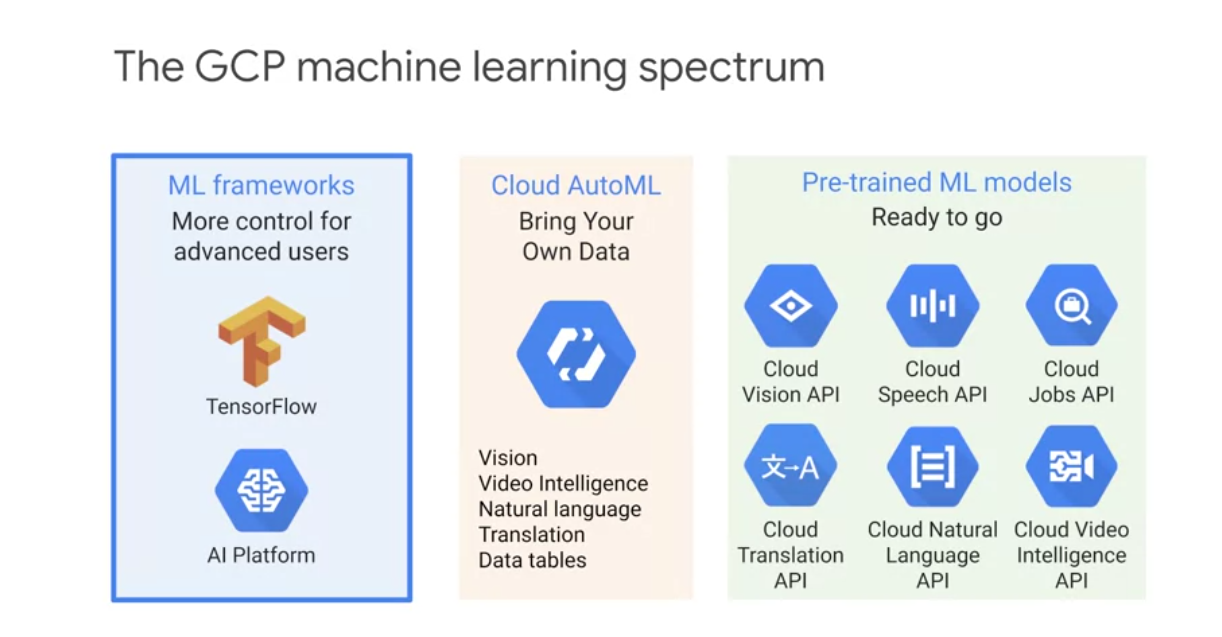 The GCP machine learning spectrum
ML frameworks
More control for
advanced users
TensorFlow
AI Platform
Cloud AutoML
Bring Your
Own Data
Vision
Video Intelligence
Natural language
Translation
Data tables
Pre-trained ML models
Ready to go
Cloud
Vision API
Cloud
Speech API
Cloud
Jobs API
文→A
Cloud
Translation
API
Cloud Natural
Language
API
Cloud Video
Intelligence
API